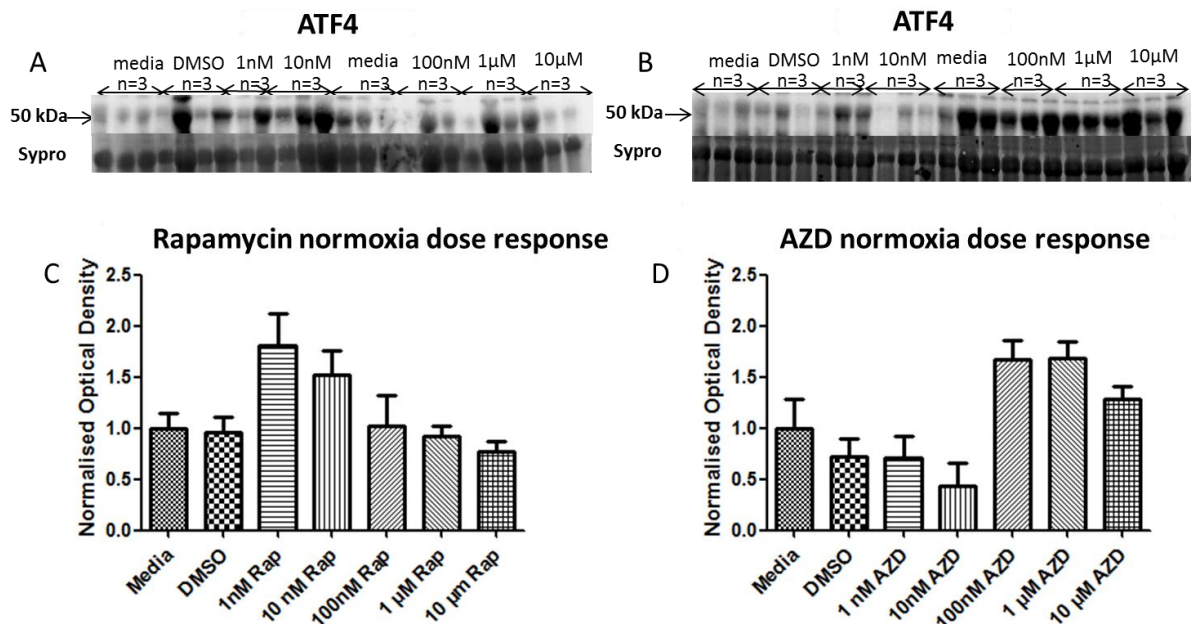 ATF4
A
media DMSO 1nM 10nM media 100nM 1µM 10µM
n=3 n=3 n=3 n=3 n=3 n=3 n=3 n=3
50 kDa
Sypro
ATF4
B
media DMSO 1nM 10nM media 100nM 1µM 10µM
n=3 n=3 n=3 n=3 n=3 n=3 n=3 n=3
50 kDa
Sypro
Rapamycin normoxia dose response
C
Normalised Optical Density
2.5
2.0
1.5
1.0
0.5
0.0
Media
DMSO
1nM Rap
10 nM Rap
100nM Rap
1 µM Rap
10 µm Rap
AZD normoxia dose response
D
Normalised Optical Density
2.5
2.0
1.5
1.0
0.5
0.0
Media
DMSO
1 nM AZD
10nM AZD
100nM AZD
1 µM AZD
10 µM AZD